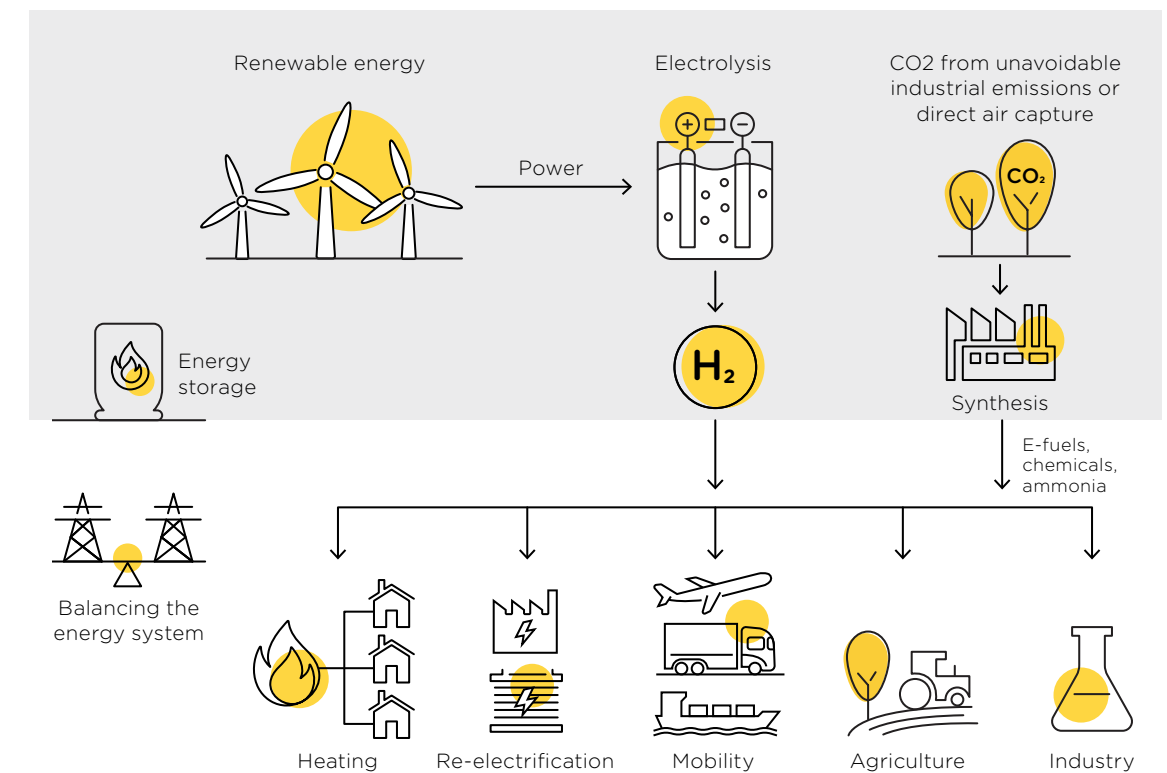 Renewable energy
Electrolysis
CO2 from unavoidable
industrial emissions or
direct air capture
Power
+
−
CO₂
H₂
Energy
storage
Synthesis
E-fuels,
chemicals,
ammonia
Balancing the
energy system
Heating
Re-electrification
Mobility
Agriculture
Industry